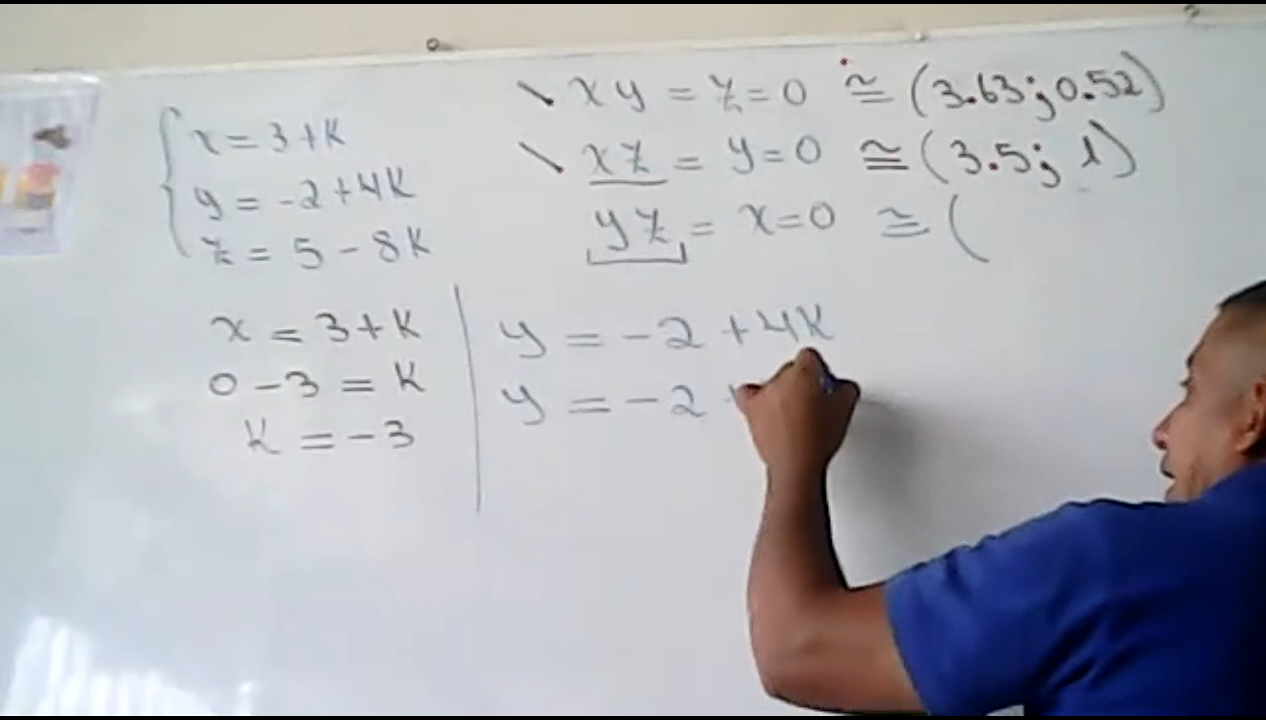 x = 3 + K
y = -2 + 4K
z = 5 - 8K
xy = z = 0 ≅ (3.63; 0.52)
xz = y = 0 ≅ (3.5; 1)
yz = x = 0 ≅ (
x = 3 + K
0 - 3 = K
K = -3
y = -2 + 4K
y = -2 +